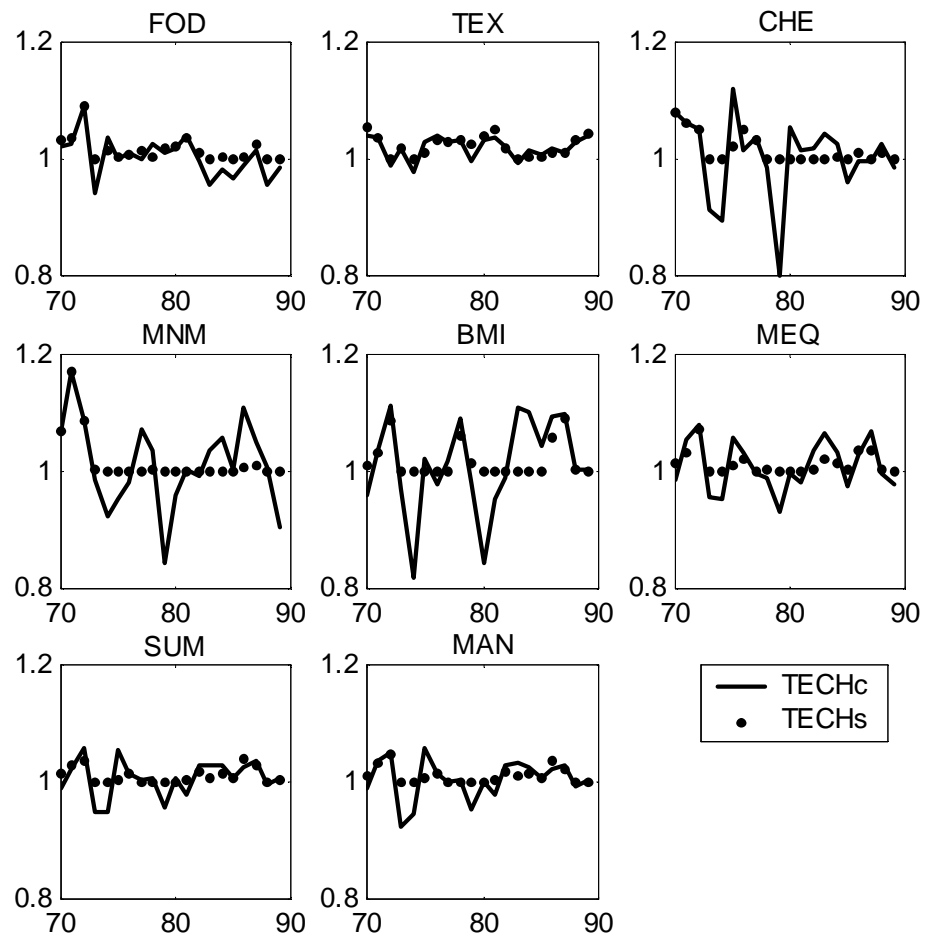 FOD TEX CHE
1.2 1.2 1.2
1 1 1
0.8 0.8 0.8
70 80 90 70 80 90 70 80 90
MNM BMI MEQ
1.2 1.2 1.2
1 1 1
0.8 0.8 0.8
70 80 90 70 80 90 70 80 90
SUM MAN
1.2 1.2
TECHc
TECHs
1 1
0.8 0.8
70 80 90 70 80 90